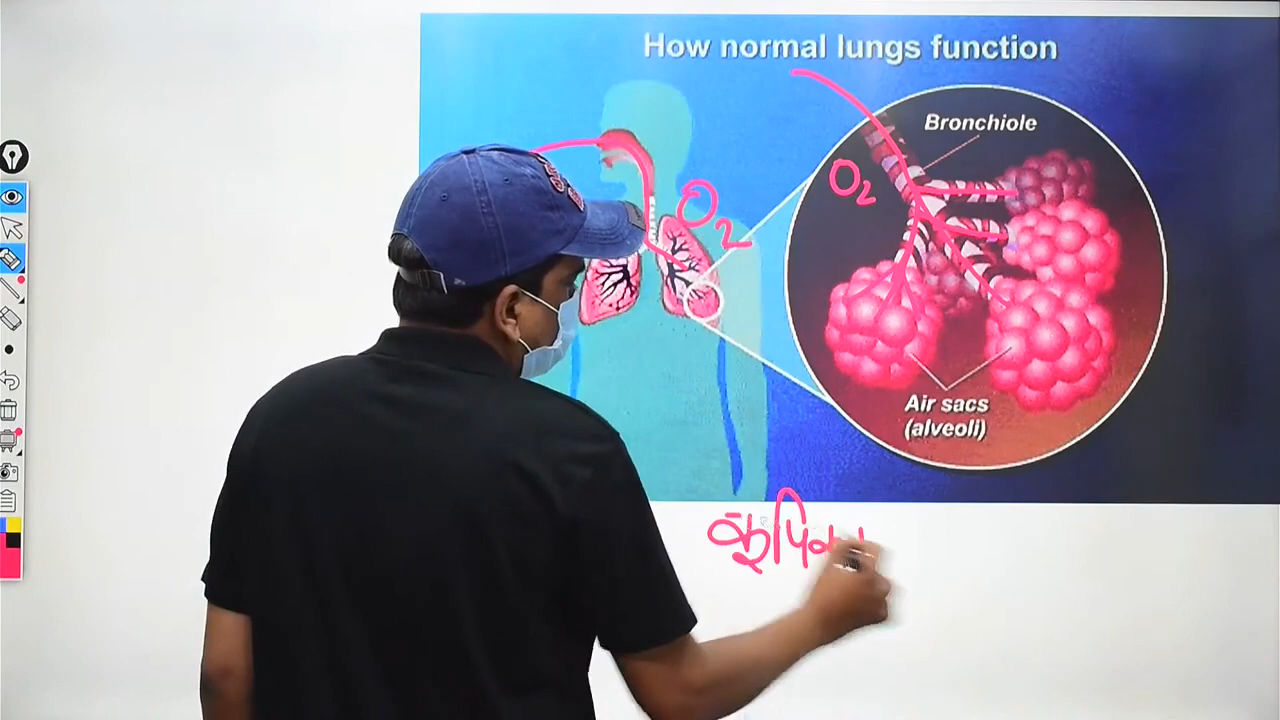 How normal lungs function
Bronchiole
O2
O2
Air sacs
(alveoli)